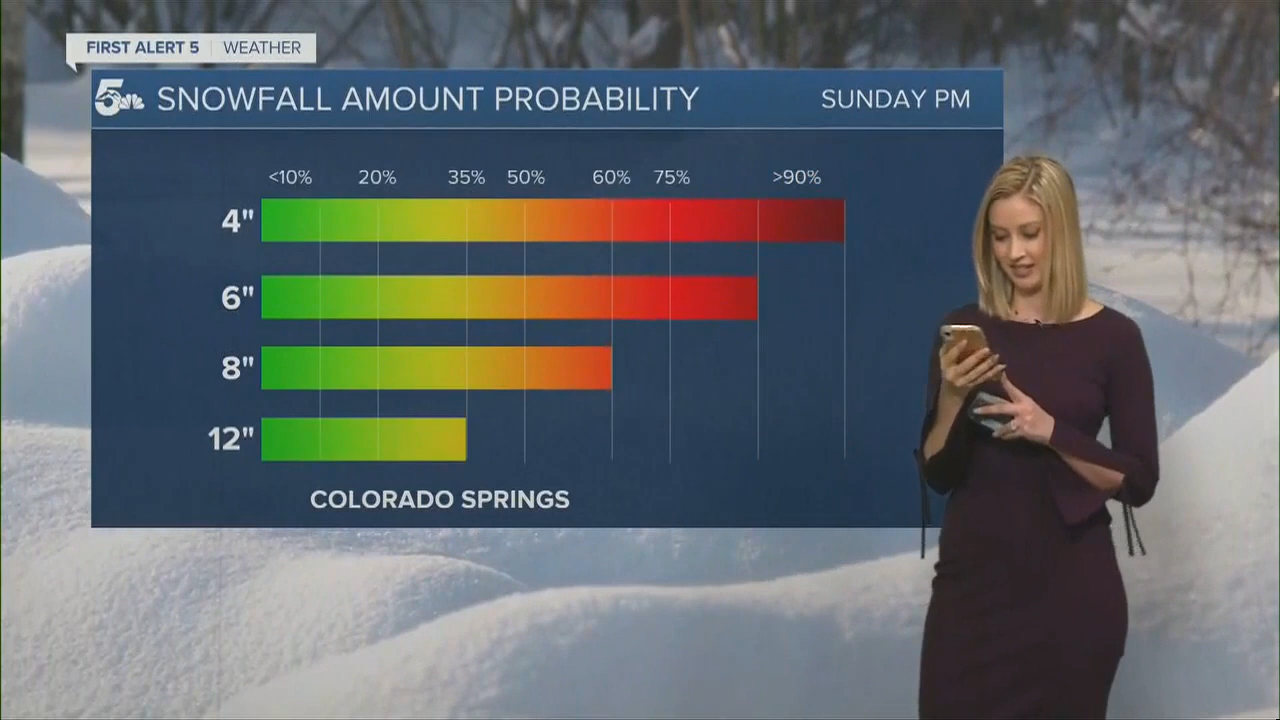 FIRST ALERT 5 | WEATHER
5 SNOWFALL AMOUNT PROBABILITY SUNDAY PM
<10% 20% 35% 50% 60% 75% >90%
4"
6"
8"
12"
COLORADO SPRINGS